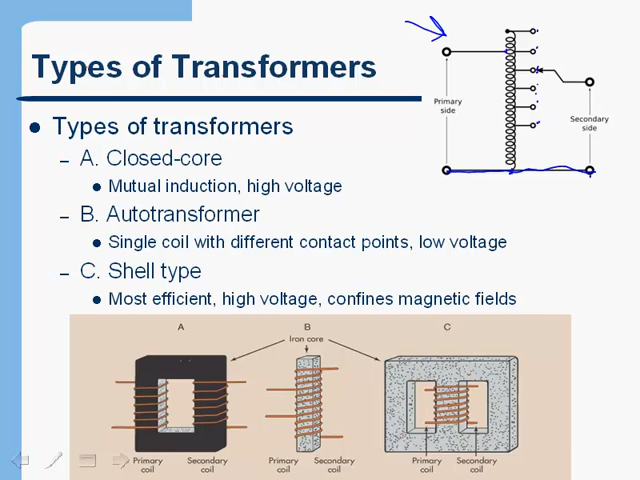 Types of Transformers
Primary
side
Secondary
side
Types of transformers
– A. Closed-core
Mutual induction, high voltage
– B. Autotransformer
Single coil with different contact points, low voltage
– C. Shell type
Most efficient, high voltage, confines magnetic fields
A B C
Iron core
Primary
coil
Secondary
coil
Primary
coil
Secondary
coil
Primary
coil
Secondary
coil